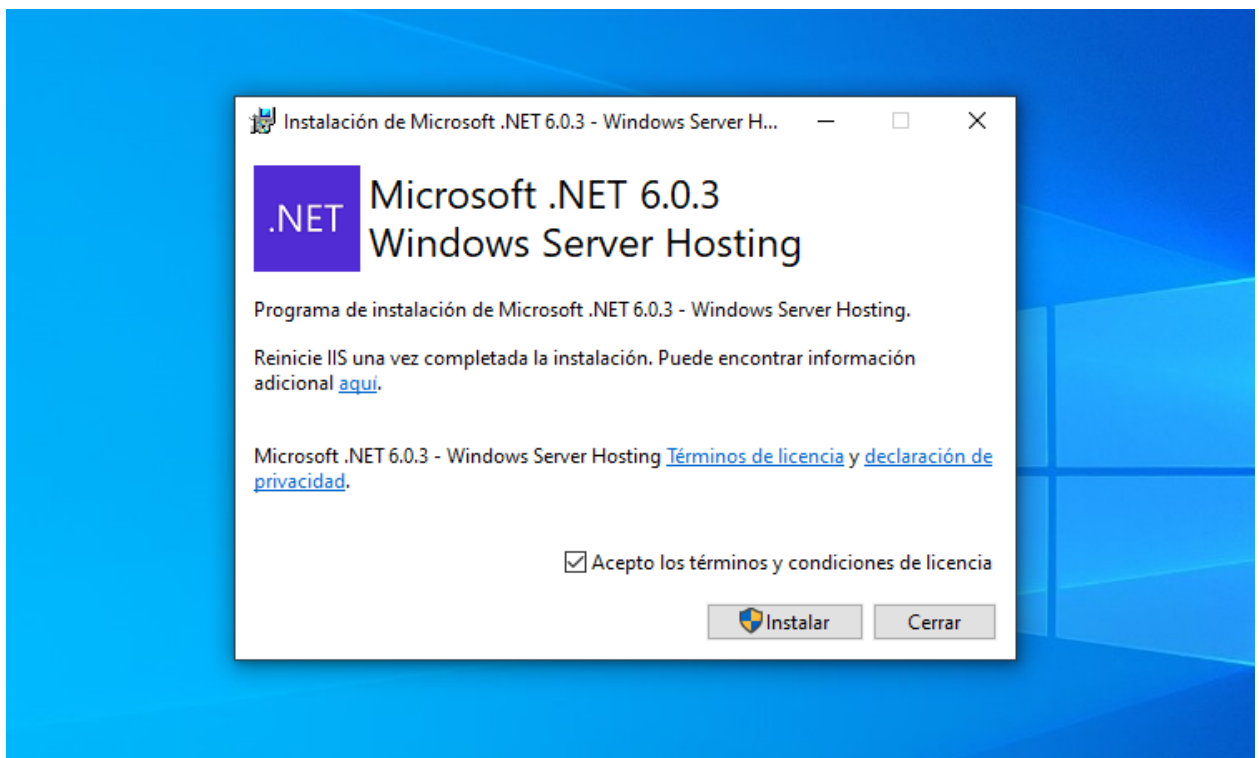 Instalación de Microsoft .NET 6.0.3 - Windows Server H...
.NET
Microsoft .NET 6.0.3
Windows Server Hosting
Programa de instalación de Microsoft .NET 6.0.3 - Windows Server Hosting.
Reinicie IIS una vez completada la instalación. Puede encontrar información
adicional aquí.
Microsoft .NET 6.0.3 - Windows Server Hosting Términos de licencia y declaración de
privacidad.
Acepto los términos y condiciones de licencia
Instalar Cerrar